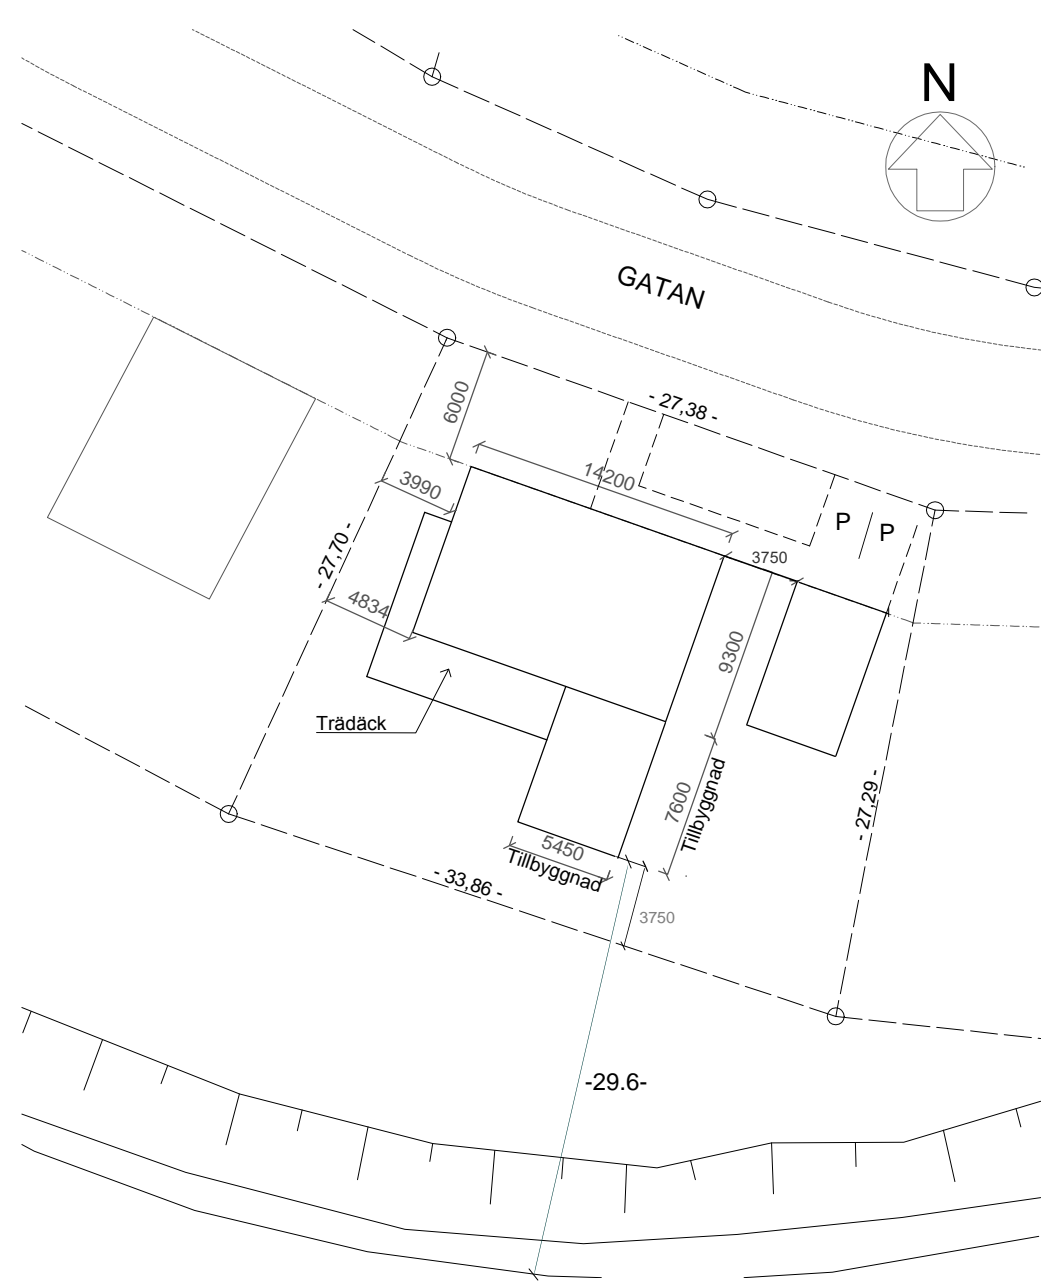 N
GATAN
- 27,38 -
6000
14200
3990
P / P
3750
- 27,70 -
4834
9300
Trädäck
7600
Tillbyggnad
- 27,29 -
5450
Tillbyggnad
- 33,86 -
3750
-29.6-